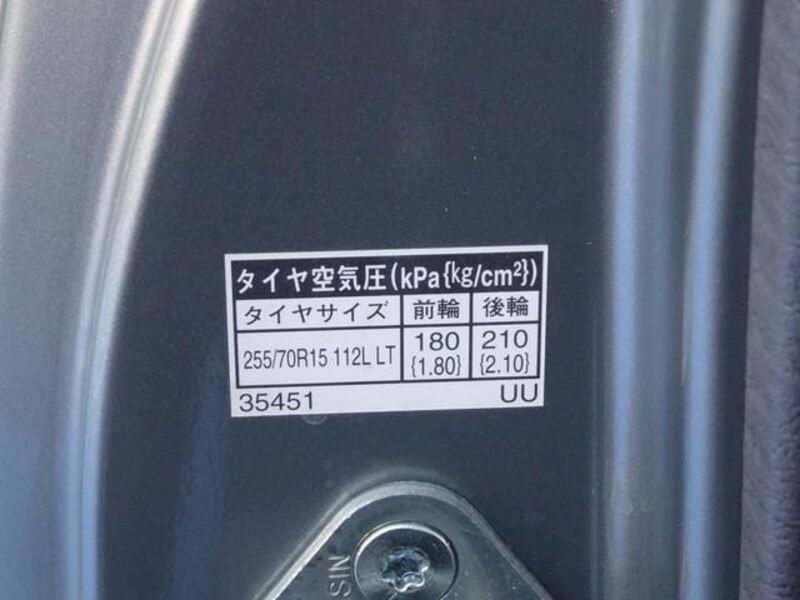 タイヤ空気圧(kPa{kg/cm²})
タイヤサイズ 前輪 後輪
255/70R15 112L LT 180 210
{1.80} {2.10}
35451 UU
NIS